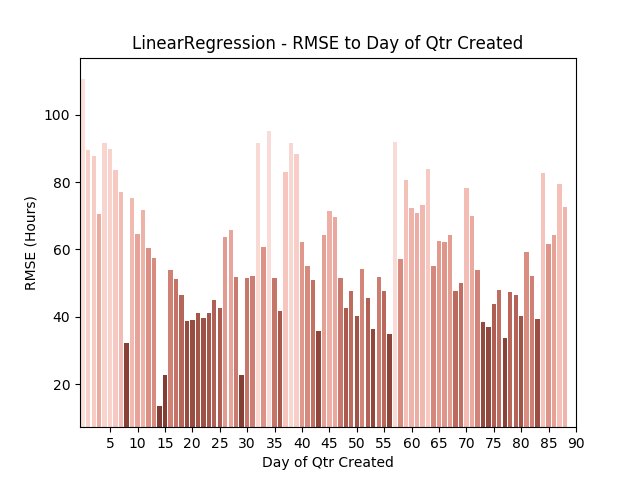 LinearRegression - RMSE to Day of Qtr Created
RMSE (Hours)
100
80
60
40
20
5 10 15 20 25 30 35 40 45 50 55 60 65 70 75 80 85 90
Day of Qtr Created